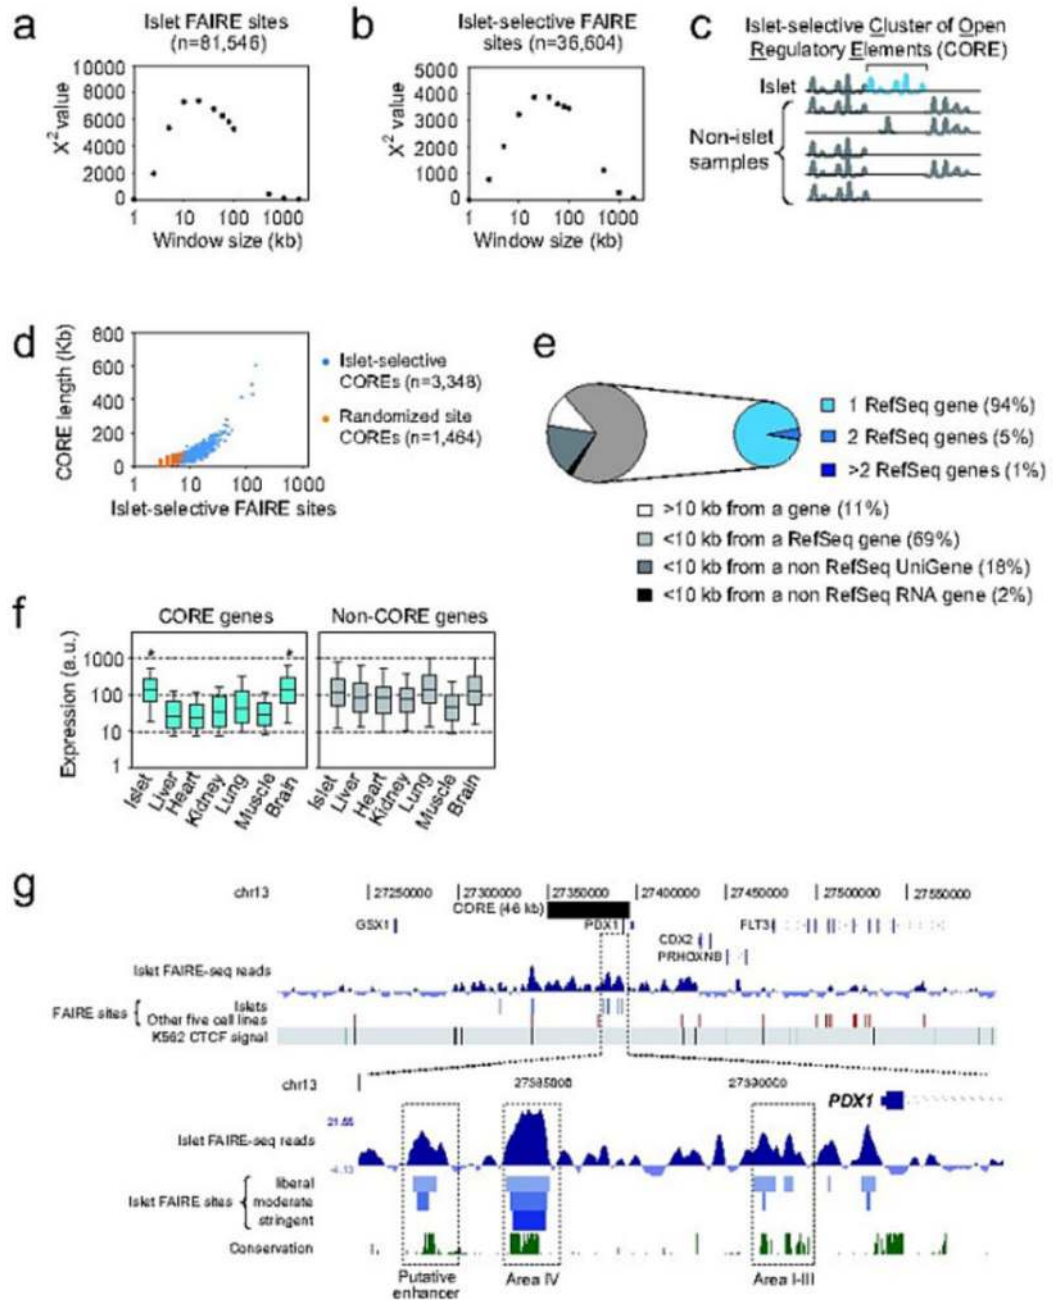 a
Islet FAIRE sites
(n=81,546)
10000
8000
6000
4000
2000
0
X² value
1 10 100 1000
Window size (kb)
b
Islet-selective FAIRE
sites (n=36,604)
5000
4000
3000
2000
1000
0
X² value
1 10 100 1000
Window size (kb)
c
Islet-selective Cluster of Open
Regulatory Elements (CORE)
Islet
Non-islet
samples
d
800
600
400
200
0
CORE length (Kb)
1 10 100 1000
Islet-selective FAIRE sites
Islet-selective
COREs (n=3,348)
Randomized site
COREs (n=1,464)
e
1 RefSeq gene (94%)
2 RefSeq genes (5%)
>2 RefSeq genes (1%)
>10 kb from a gene (11%)
<10 kb from a RefSeq gene (69%)
<10 kb from a non RefSeq UniGene (18%)
<10 kb from a non RefSeq RNA gene (2%)
f
CORE genes
Non-CORE genes
Expression (a.u.)
1000
100
10
1
* *
Islet Liver Heart Kidney Lung Muscle Brain
Islet Liver Heart Kidney Lung Muscle Brain
g
chr13 27250000 27300000 27350000 27400000 27450000 27500000 27550000
CORE (46 kb)
GSX1 PDX1 FLT3
CDX2
PRHOXNB
Islet FAIRE-seq reads
FAIRE sites
Islets
Other five cell lines
K562 CTCF signal
chr13 27385000 27390000
PDX1
21.55
Islet FAIRE-seq reads
-4.13
Islet FAIRE sites
liberal
moderate
stringent
Conservation
Putative
enhancer
Area IV
Area I-III